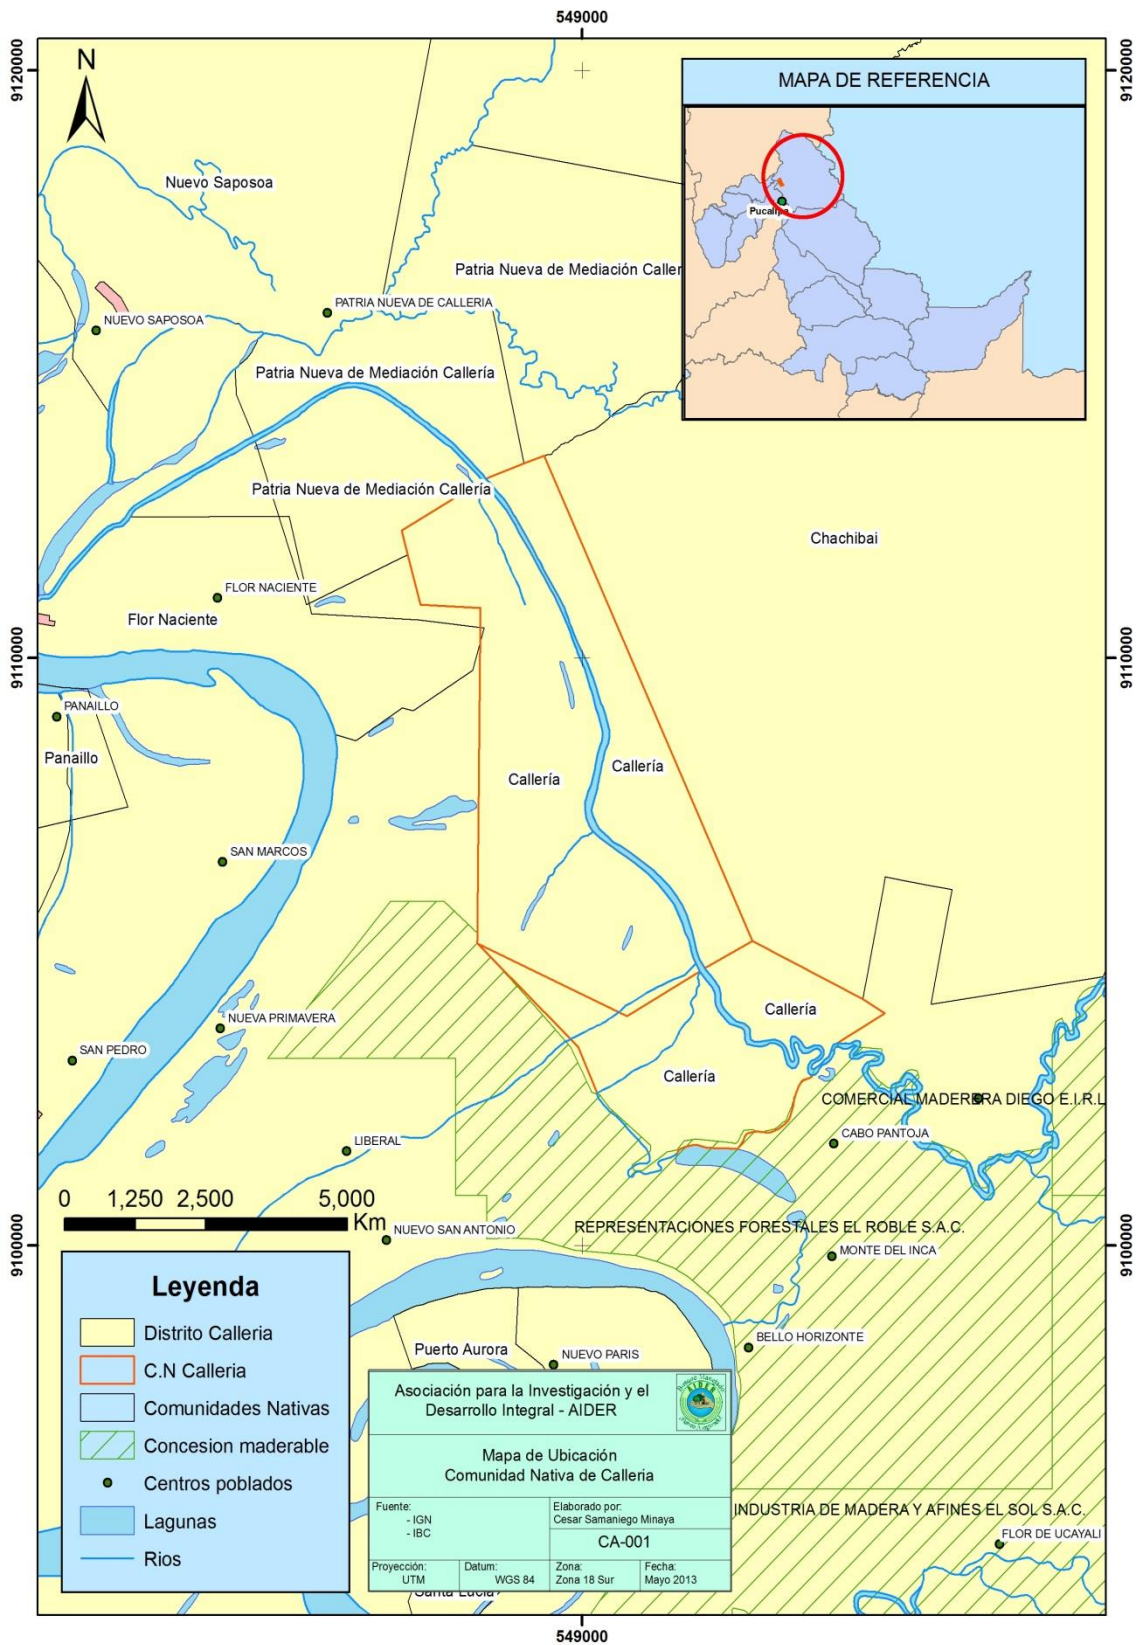 549000
9120000
9120000
N
MAPA DE REFERENCIA
Pucallpa
Nuevo Saposoa
Patria Nueva de Mediación Caller
PATRIA NUEVA DE CALLERIA
NUEVO SAPOSOA
Patria Nueva de Mediación Callería
Patria Nueva de Mediación Callería
Chachibai
FLOR NACIENTE
Flor Naciente
9110000
9110000
PANAILLO
Panaillo
Callería
Callería
SAN MARCOS
NUEVA PRIMAVERA
Callería
SAN PEDRO
Callería
COMERCIAL MADERERA DIEGO E.I.R.L
CABO PANTOJA
LIBERAL
0 1,250 2,500 5,000
Km
NUEVO SAN ANTONIO
REPRESENTACIONES FORESTALES EL ROBLE S.A.C.
9100000
9100000
MONTE DEL INCA
BELLO HORIZONTE
Puerto Aurora
NUEVO PARIS
Leyenda
Distrito Calleria
C.N Calleria
Comunidades Nativas
Concesion maderable
Centros poblados
Lagunas
Rios
Asociación para la Investigación y el
Desarrollo Integral - AIDER
AIDER
Mapa de Ubicación
Comunidad Nativa de Calleria
Fuente:
- IGN
- IBC
Elaborado por:
Cesar Samaniego Minaya
CA-001
Proyección:
UTM
Datum:
WGS 84
Zona:
Zona 18 Sur
Fecha:
Mayo 2013
INDUSTRIA DE MADERA Y AFINES EL SOL S.A.C.
FLOR DE UCAYALI
Santa Lucia
549000